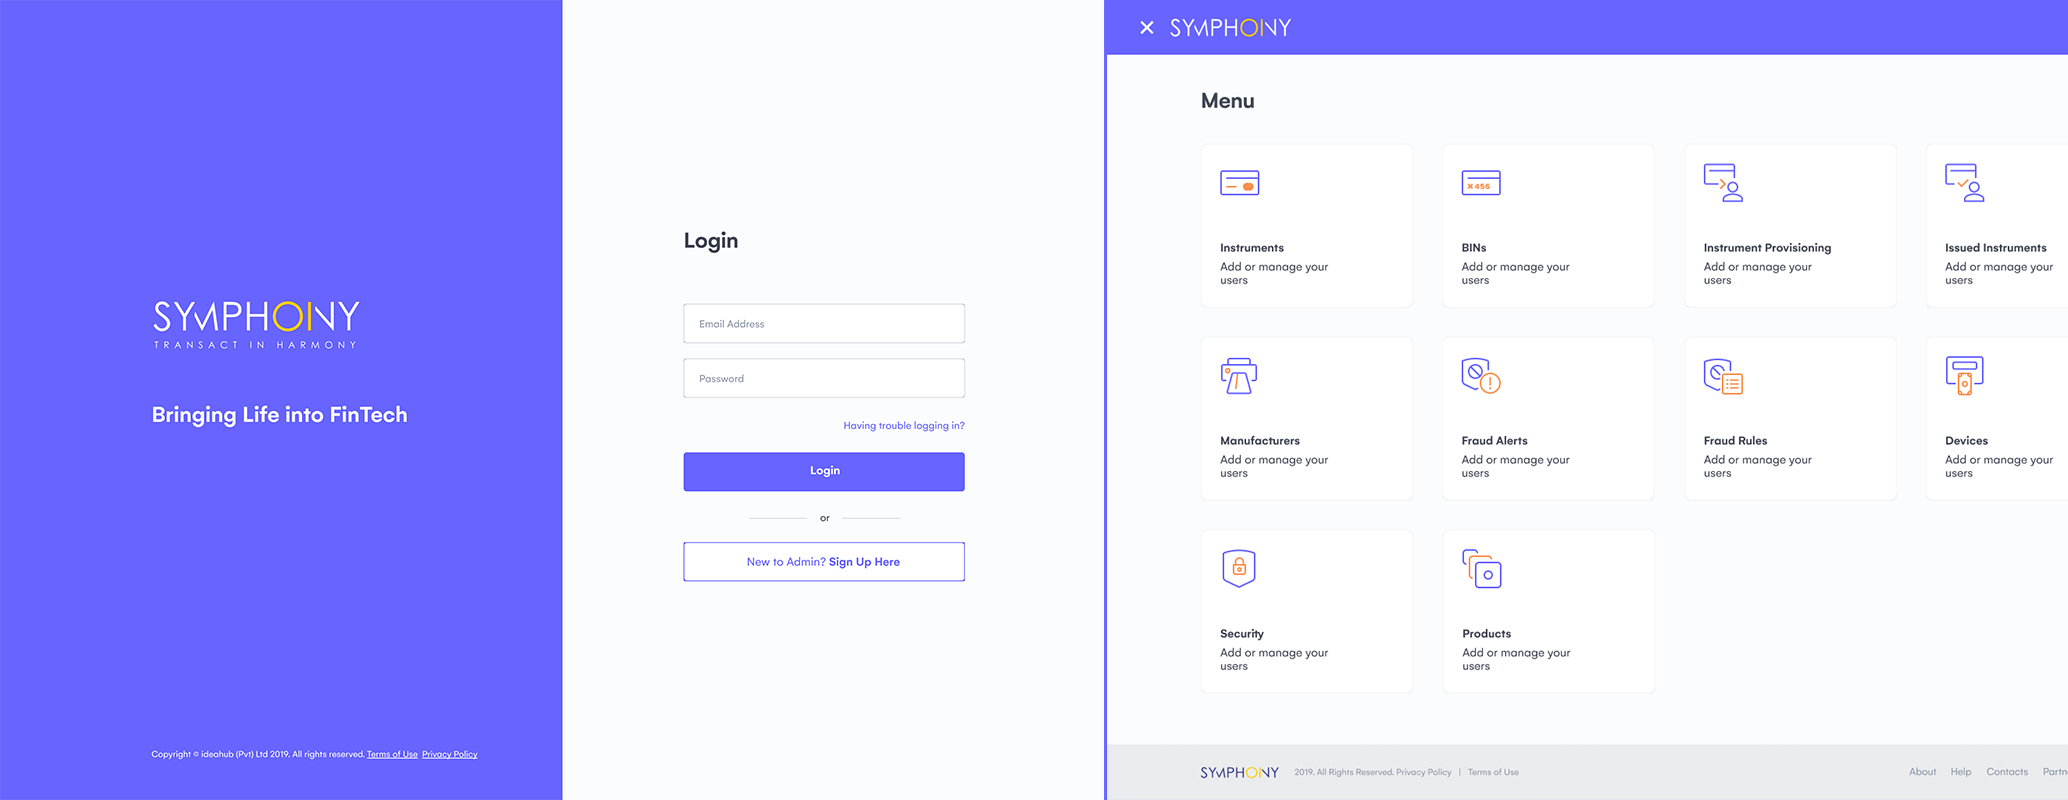 SYMPHONY
TRANSACT IN HARMONY
Bringing Life into FinTech
Copyright © ideahub (Pvt) Ltd 2019. All rights reserved. Terms of Use Privacy Policy
Login
Email Address
Password
Having trouble logging in?
Login
or
New to Admin? Sign Up Here
SYMPHONY
Menu
Instruments
Add or manage your
users
× 456
BINs
Add or manage your
users
Instrument Provisioning
Add or manage your
users
Issued Instruments
Add or manage your
users
Manufacturers
Add or manage your
users
Fraud Alerts
Add or manage your
users
Fraud Rules
Add or manage your
users
Devices
Add or manage your
users
Security
Add or manage your
users
Products
Add or manage your
users
SYMPHONY
2019. All Rights Reserved. Privacy Policy | Terms of Use
About Help Contacts Partn